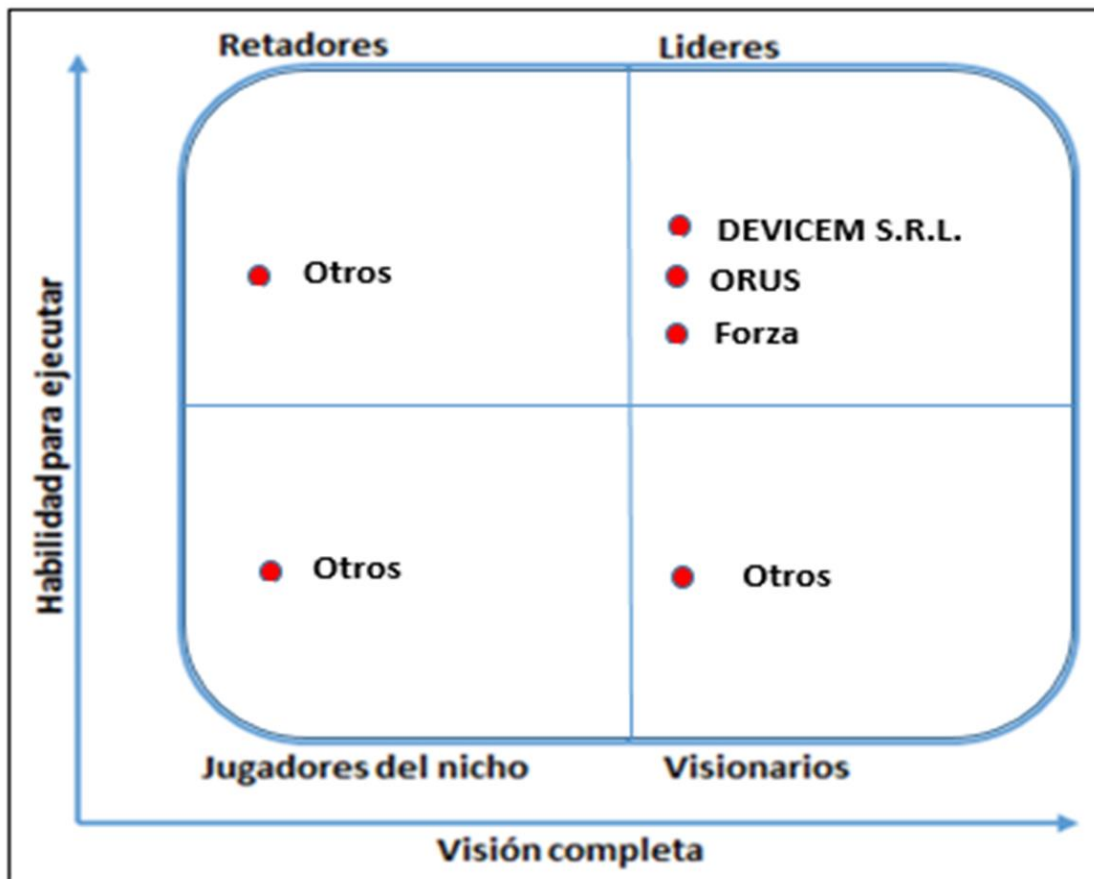 Retadores
Lideres
DEVICEM S.R.L.
Otros
ORUS
Forza
Habilidad para ejecutar
Otros
Otros
Jugadores del nicho
Visionarios
Visión completa